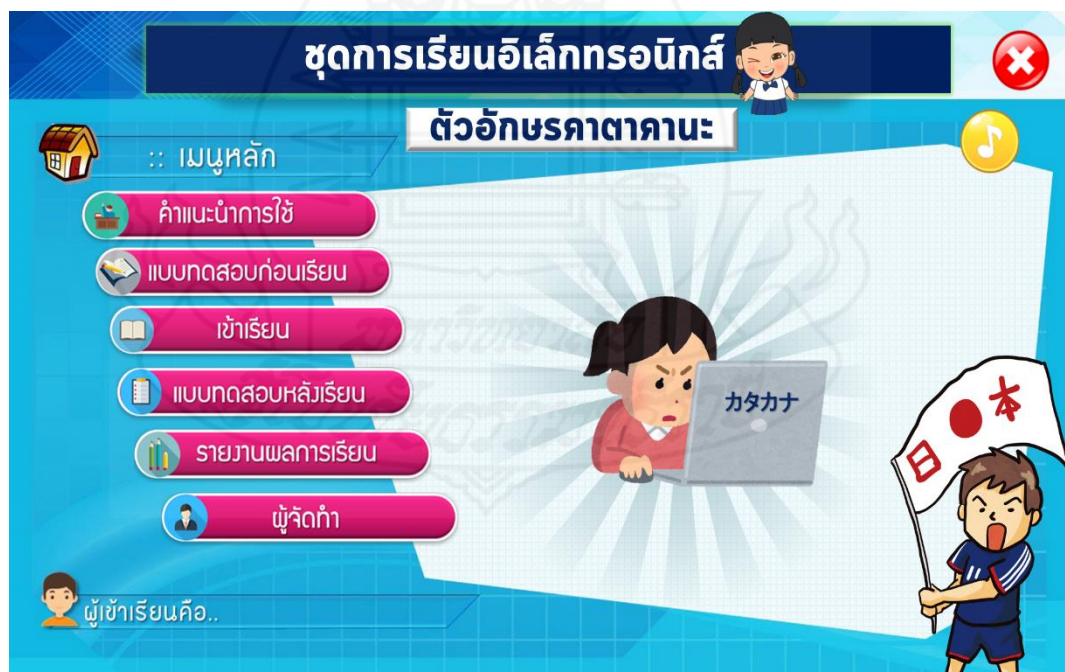 ชุดการเรียนอิเล็กทรอนิกส์
ตัวอักษรคาตาคานะ
:: เมนูหลัก
คำแนะนำการใช้
แบบทดสอบก่อนเรียน
เข้าเรียน
แบบทดสอบหลังเรียน
รายงานผลการเรียน
ผู้จัดทำ
カタカナ
日本
ผู้เข้าเรียนคือ..